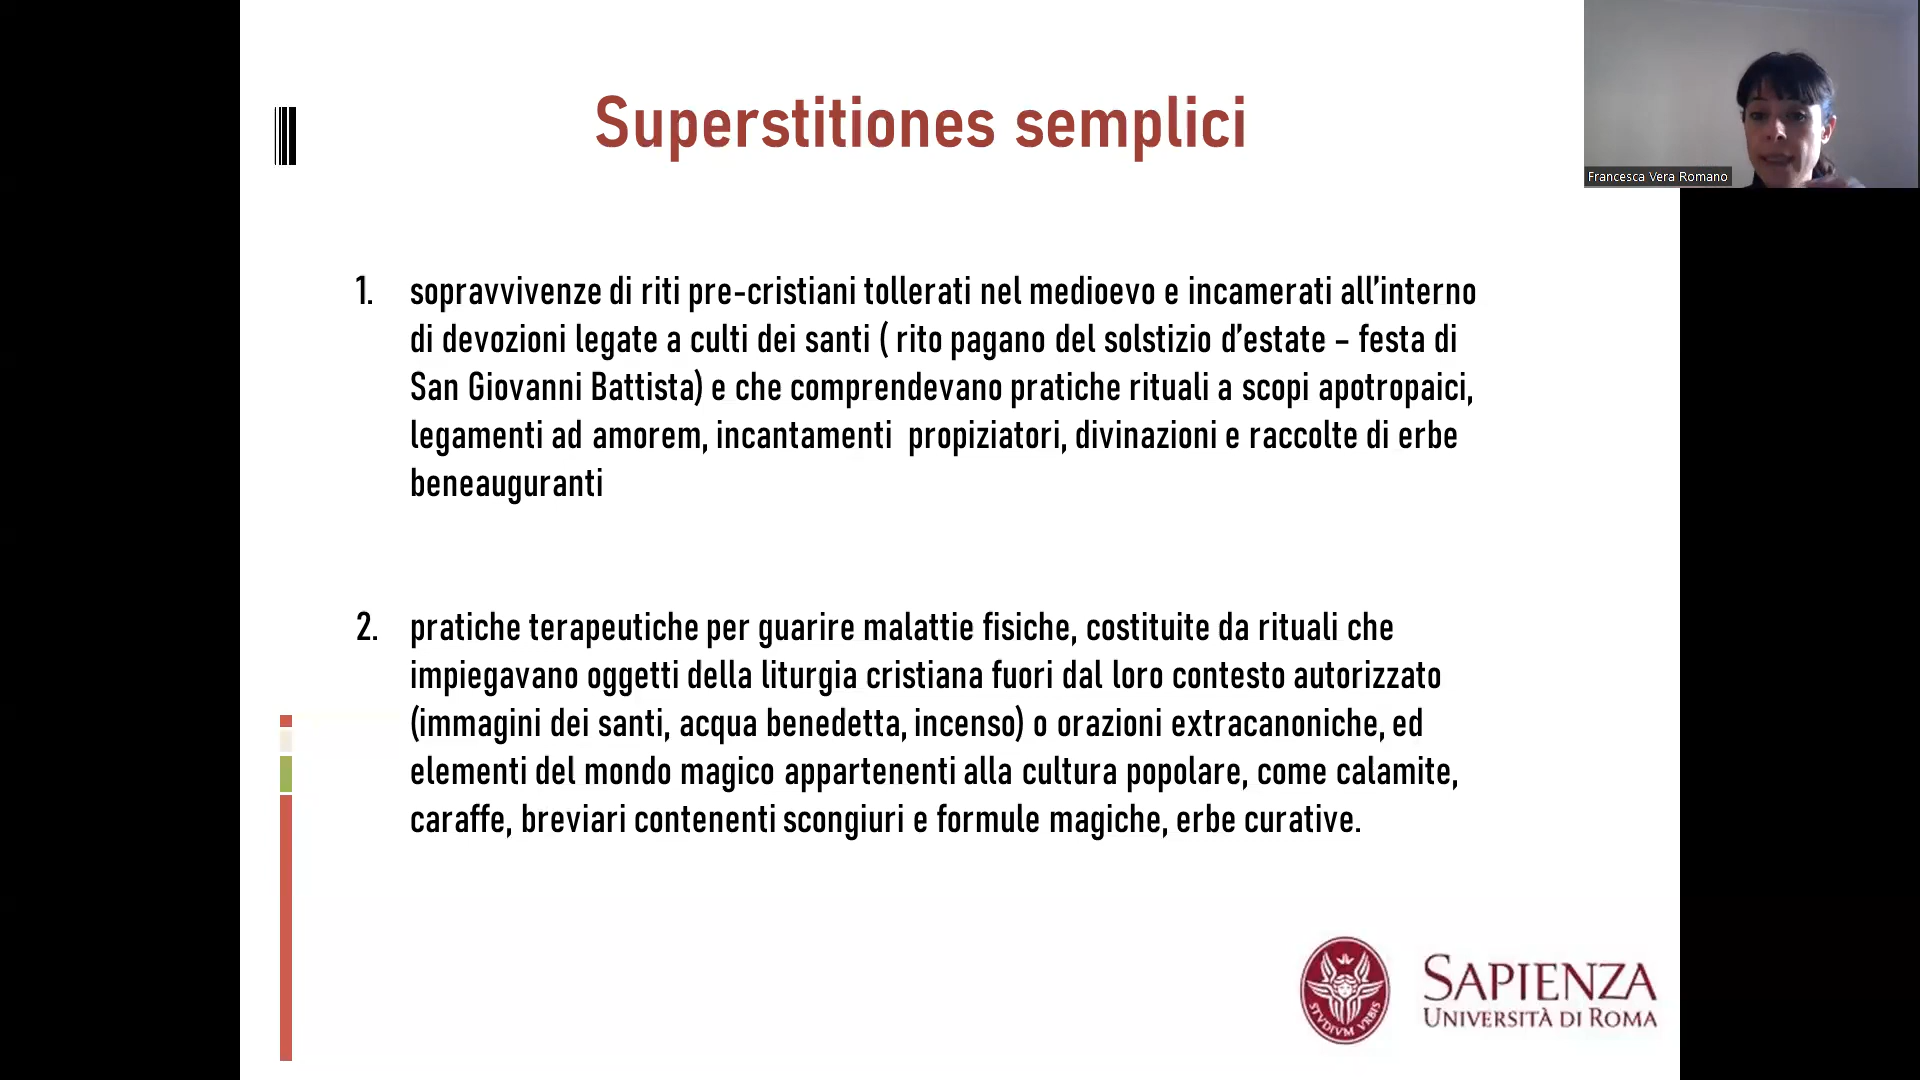 Superstitiones semplici
Francesca Vera Romano
1. sopravvivenze di riti pre-cristiani tollerati nel medioevo e incamerati all’interno
di devozioni legate a culti dei santi ( rito pagano del solstizio d’estate – festa di
San Giovanni Battista) e che comprendevano pratiche rituali a scopi apotropaici,
legamenti ad amorem, incantamenti  propiziatori, divinazioni e raccolte di erbe
beneauguranti
2. pratiche terapeutiche per guarire malattie fisiche, costituite da rituali che
impiegavano oggetti della liturgia cristiana fuori dal loro contesto autorizzato
(immagini dei santi, acqua benedetta, incenso) o orazioni extracanoniche, ed
elementi del mondo magico appartenenti alla cultura popolare, come calamite,
caraffe, breviari contenenti scongiuri e formule magiche, erbe curative.
STVDIVM VRBIS
SAPIENZA
UNIVERSITÀ DI ROMA